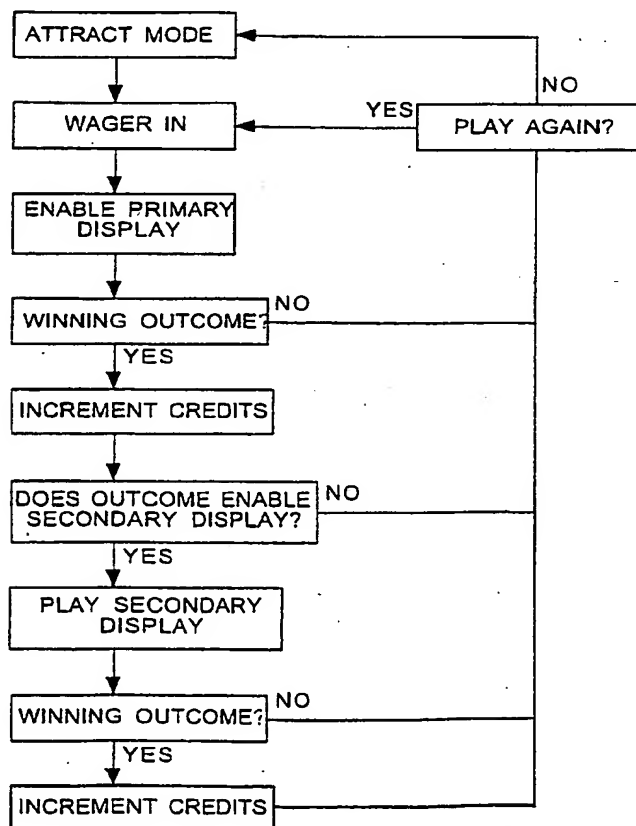 ATTRACT MODE
NO
YES
WAGER IN
PLAY AGAIN?
ENABLE PRIMARY
DISPLAY
NO
WINNING OUTCOME?
YES
INCREMENT CREDITS
DOES OUTCOME ENABLE
SECONDARY DISPLAY?
NO
YES
PLAY SECONDARY
DISPLAY
NO
WINNING OUTCOME?
YES
INCREMENT CREDITS